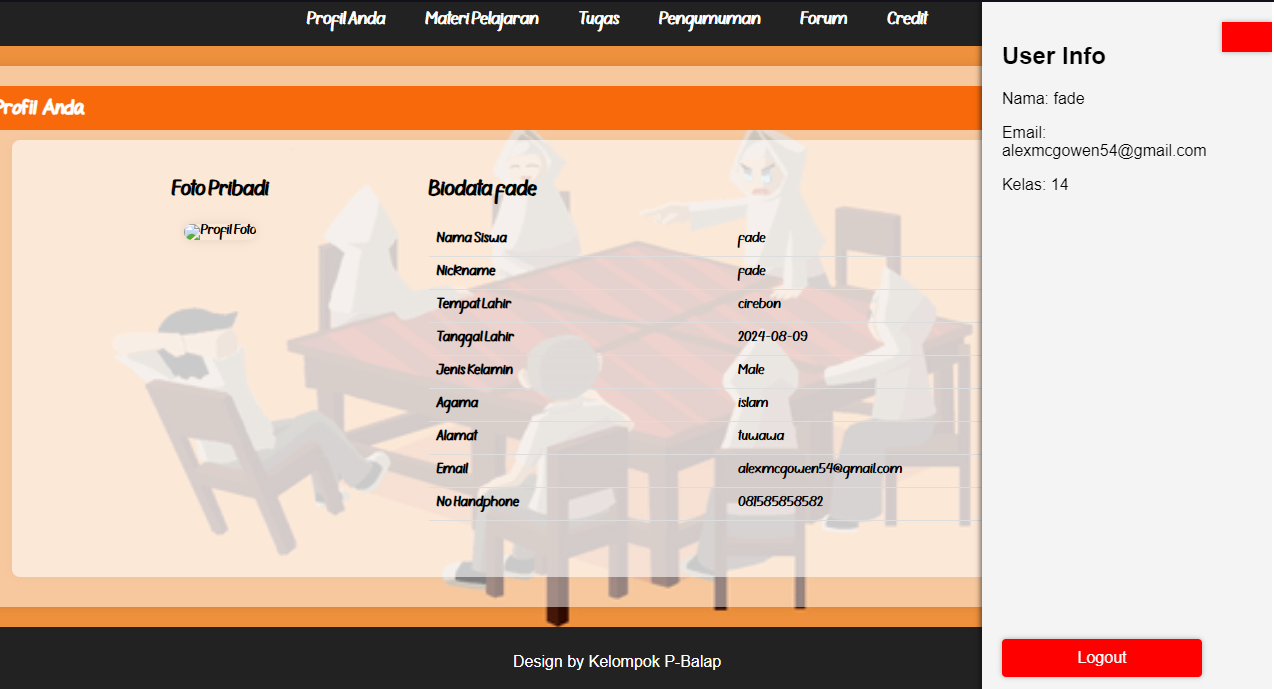 Profil Anda Materi Pelajaran Tugas Pengumuman Forum Credit
Profil Anda
Foto Pribadi
Profil Foto
Biodata fade
Nama Siswa fade
Nickname fade
Tempat Lahir cirebon
Tanggal Lahir 2024-08-09
Jenis Kelamin Male
Agama islam
Alamat tuwawa
Email alexmcgowen54@gmail.com
No Handphone 081585858582
User Info
Nama: fade
Email:
alexmcgowen54@gmail.com
Kelas: 14
Logout
Design by Kelompok P-Balap